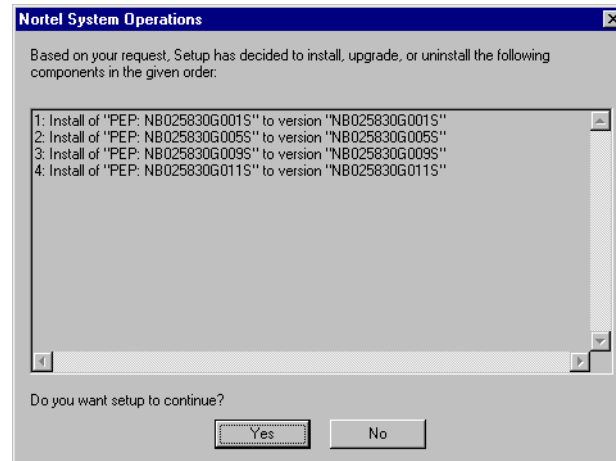 Nortel System Operations
Based on your request, Setup has decided to install, upgrade, or uninstall the following
components in the given order:
1: Install of "PEP: NB025830G001S" to version "NB025830G001S"
2: Install of "PEP: NB025830G005S" to version "NB025830G005S"
3: Install of "PEP: NB025830G009S" to version "NB025830G009S"
4: Install of "PEP: NB025830G011S" to version "NB025830G011S"
Do you want setup to continue?
Yes No